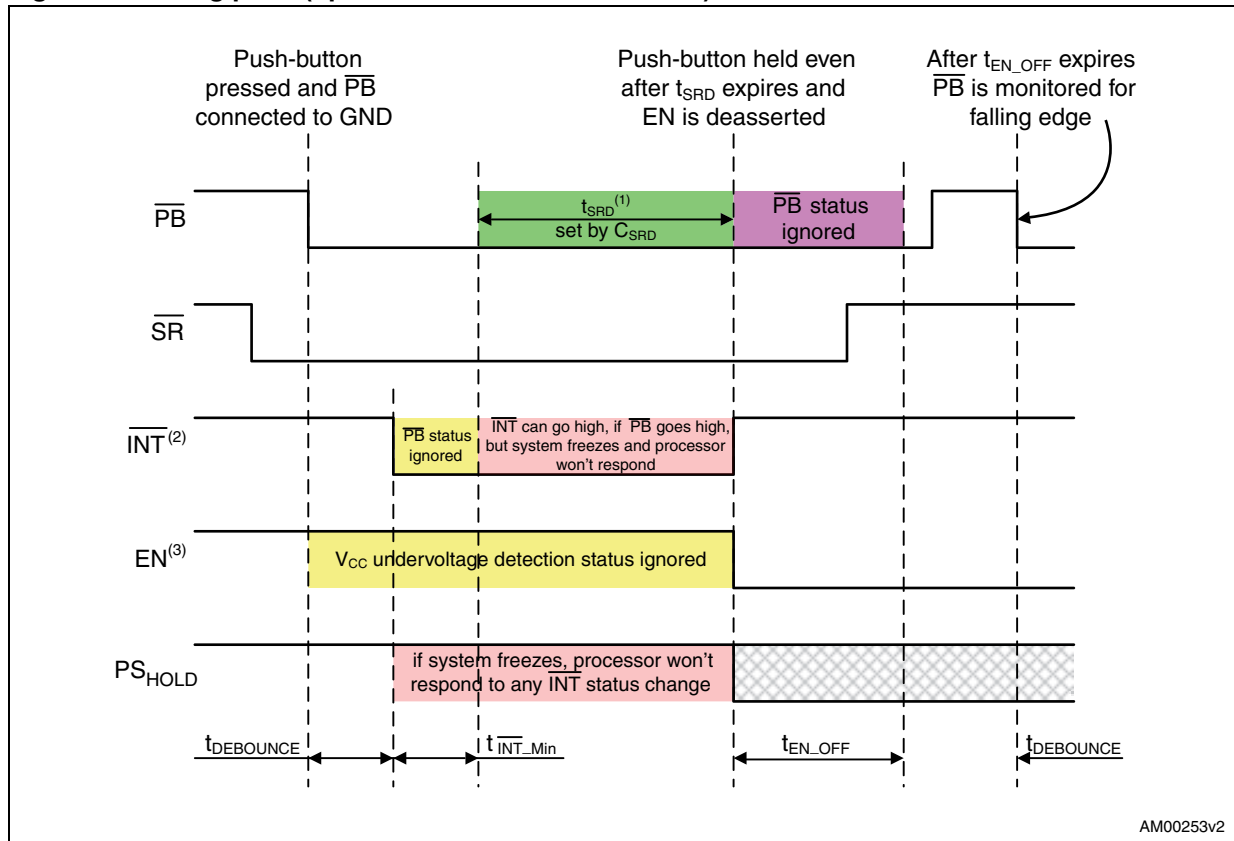 Push-button
pressed and PB
connected to GND
Push-button held even
after tSRD expires and
EN is deasserted
After tEN_OFF expires
PB is monitored for
falling edge
PB
tSRD(1)
set by CSRD
PB status
ignored
SR
INT(2)
PB status
ignored
INT can go high, if PB goes high,
but system freezes and processor
won't respond
EN(3)
VCC undervoltage detection status ignored
PSHOLD
if system freezes, processor won't
respond to any INT status change
tDEBOUNCE
tINT_Min
tEN_OFF
tDEBOUNCE
AM00253v2